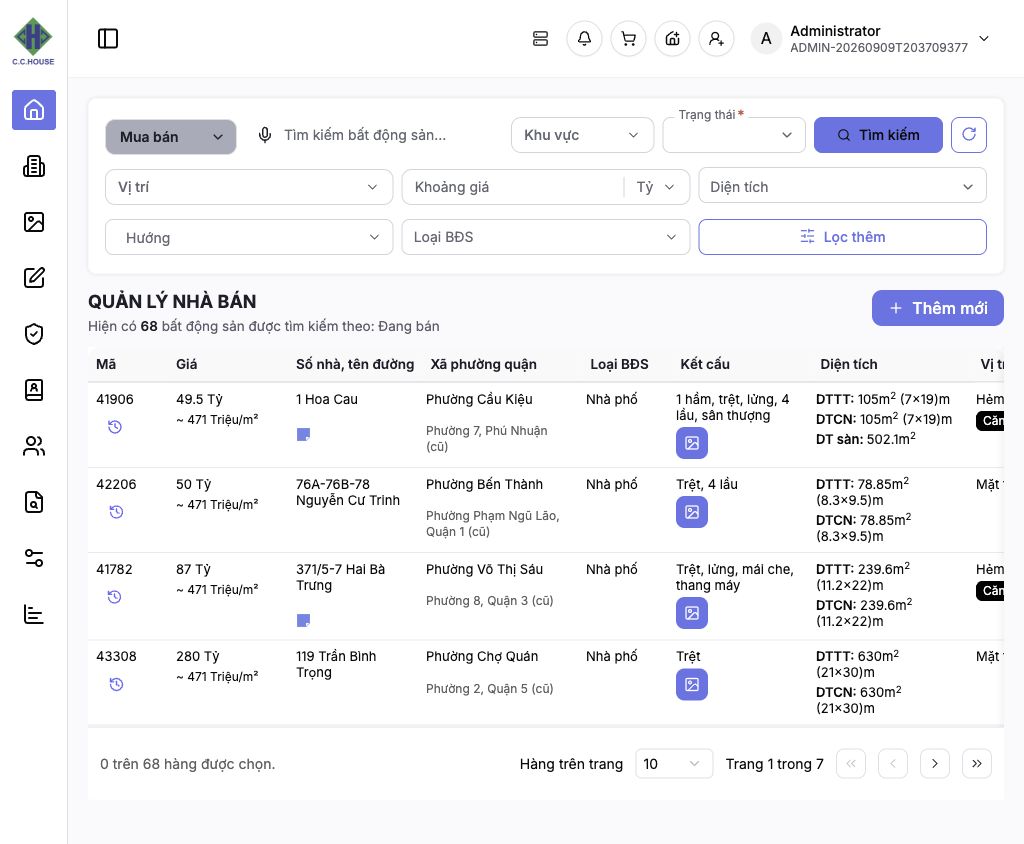 C.C.HOUSE
A
Administrator
ADMIN-20260909T203709377
Mua bán
Tìm kiếm bất động sản...
Khu vực
Trạng thái *
Tìm kiếm
Vị trí
Khoảng giá
Tỷ
Diện tích
Hướng
Loại BĐS
Lọc thêm
QUẢN LÝ NHÀ BÁN
Thêm mới
Hiện có 68 bất động sản được tìm kiếm theo: Đang bán
Mã Giá Số nhà, tên đường Xã phường quận Loại BĐS Kết cấu Diện tích Vị tr
41906
49.5 Tỷ
~ 471 Triệu/m²
1 Hoa Cau
Phường Cầu Kiệu
Phường 7, Phú Nhuận
(cũ)
Nhà phố
1 hầm, trệt, lửng, 4
lầu, sân thượng
DTTT: 105m² (7×19)m
DTCN: 105m² (7×19)m
DT sàn: 502.1m²
Hẻm
Căn
42206
50 Tỷ
~ 471 Triệu/m²
76A-76B-78
Nguyễn Cư Trinh
Phường Bến Thành
Phường Phạm Ngũ Lão,
Quận 1 (cũ)
Nhà phố
Trệt, 4 lầu
DTTT: 78.85m²
(8.3×9.5)m
DTCN: 78.85m²
(8.3×9.5)m
Mặt
41782
87 Tỷ
~ 471 Triệu/m²
371/5-7 Hai Bà
Trưng
Phường Võ Thị Sáu
Phường 8, Quận 3 (cũ)
Nhà phố
Trệt, lửng, mái che,
thang máy
DTTT: 239.6m²
(11.2×22)m
DTCN: 239.6m²
(11.2×22)m
Hẻm
Căn
43308
280 Tỷ
~ 471 Triệu/m²
119 Trần Bình
Trọng
Phường Chợ Quán
Phường 2, Quận 5 (cũ)
Nhà phố
Trệt
DTTT: 630m²
(21×30)m
DTCN: 630m²
(21×30)m
Mặt
0 trên 68 hàng được chọn.
Hàng trên trang
10
Trang 1 trong 7